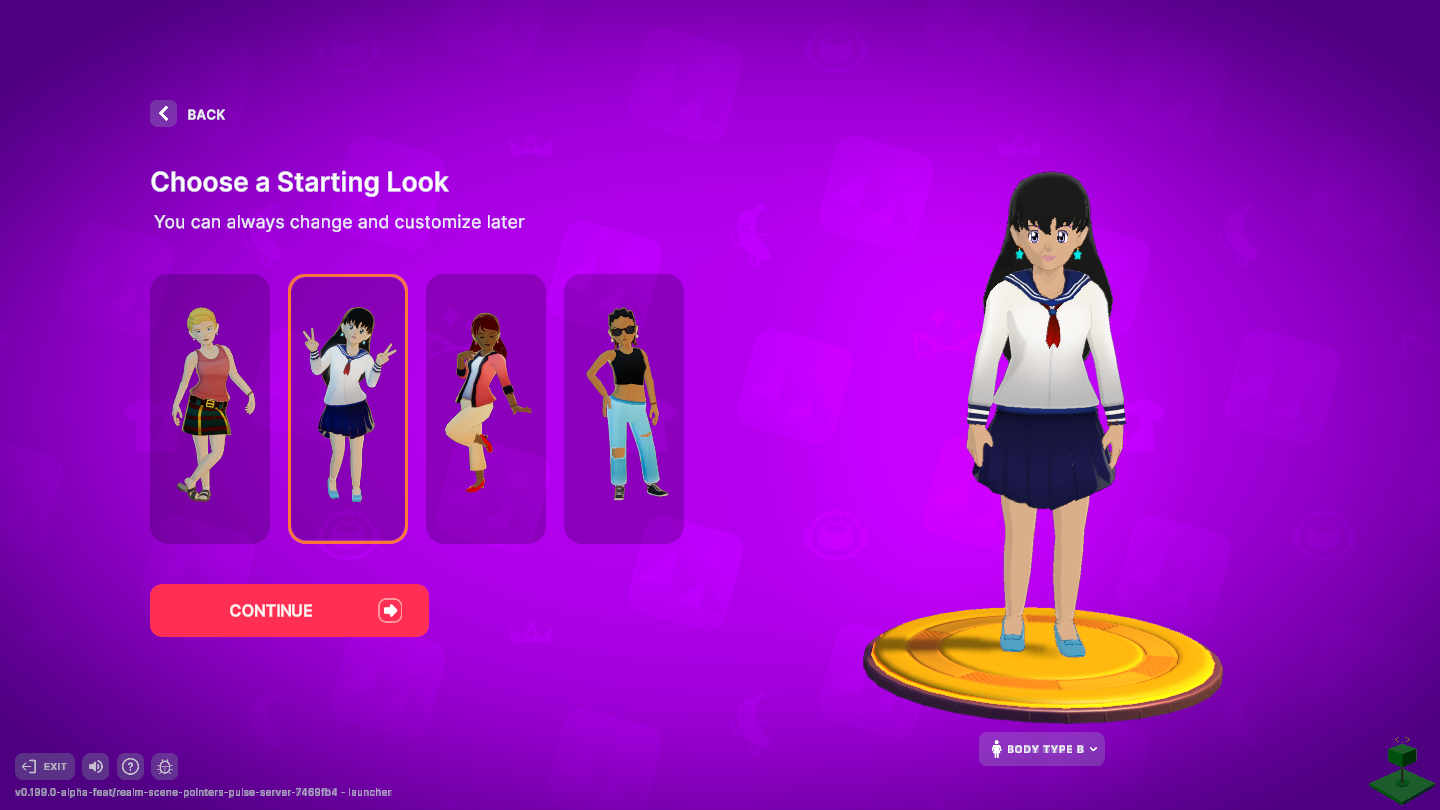 BACK
Choose a Starting Look
You can always change and customize later
CONTINUE
BODY TYPE B
EXIT
v0.199.0-alpha-feat/realm-scene-pointers-pulse-server-7469fb4 - launcher